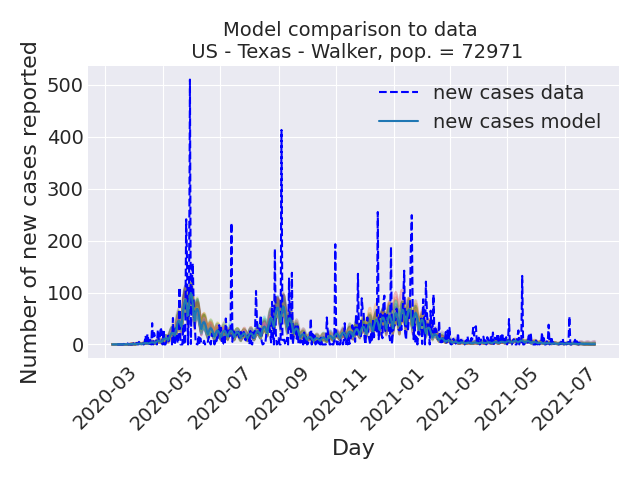 Model comparison to data
US - Texas - Walker, pop. = 72971
new cases data
new cases model
Number of new cases reported
500
400
300
200
100
0
2020-03
2020-05
2020-07
2020-09
2020-11
2021-01
2021-03
2021-05
2021-07
Day